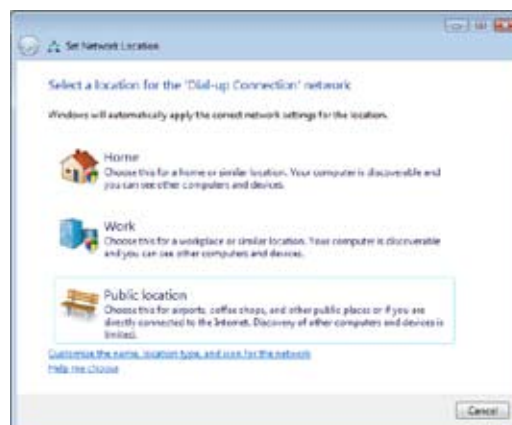 Set Network Location
Select a location for the 'Dial-up Connection' network
Windows will automatically apply the correct network settings for the location.
Home
Choose this for a home or similar location. Your computer is discoverable and
you can see other computers and devices.
Work
Choose this for a workplace or similar location. Your computer is discoverable
and you can see other computers and devices.
Public location
Choose this for airports, coffee shops, and other public places or if you are
directly connected to the Internet. Discovery of other computers and devices is
limited.
Customize the name, location type, and icon for the network
Help me choose
Cancel